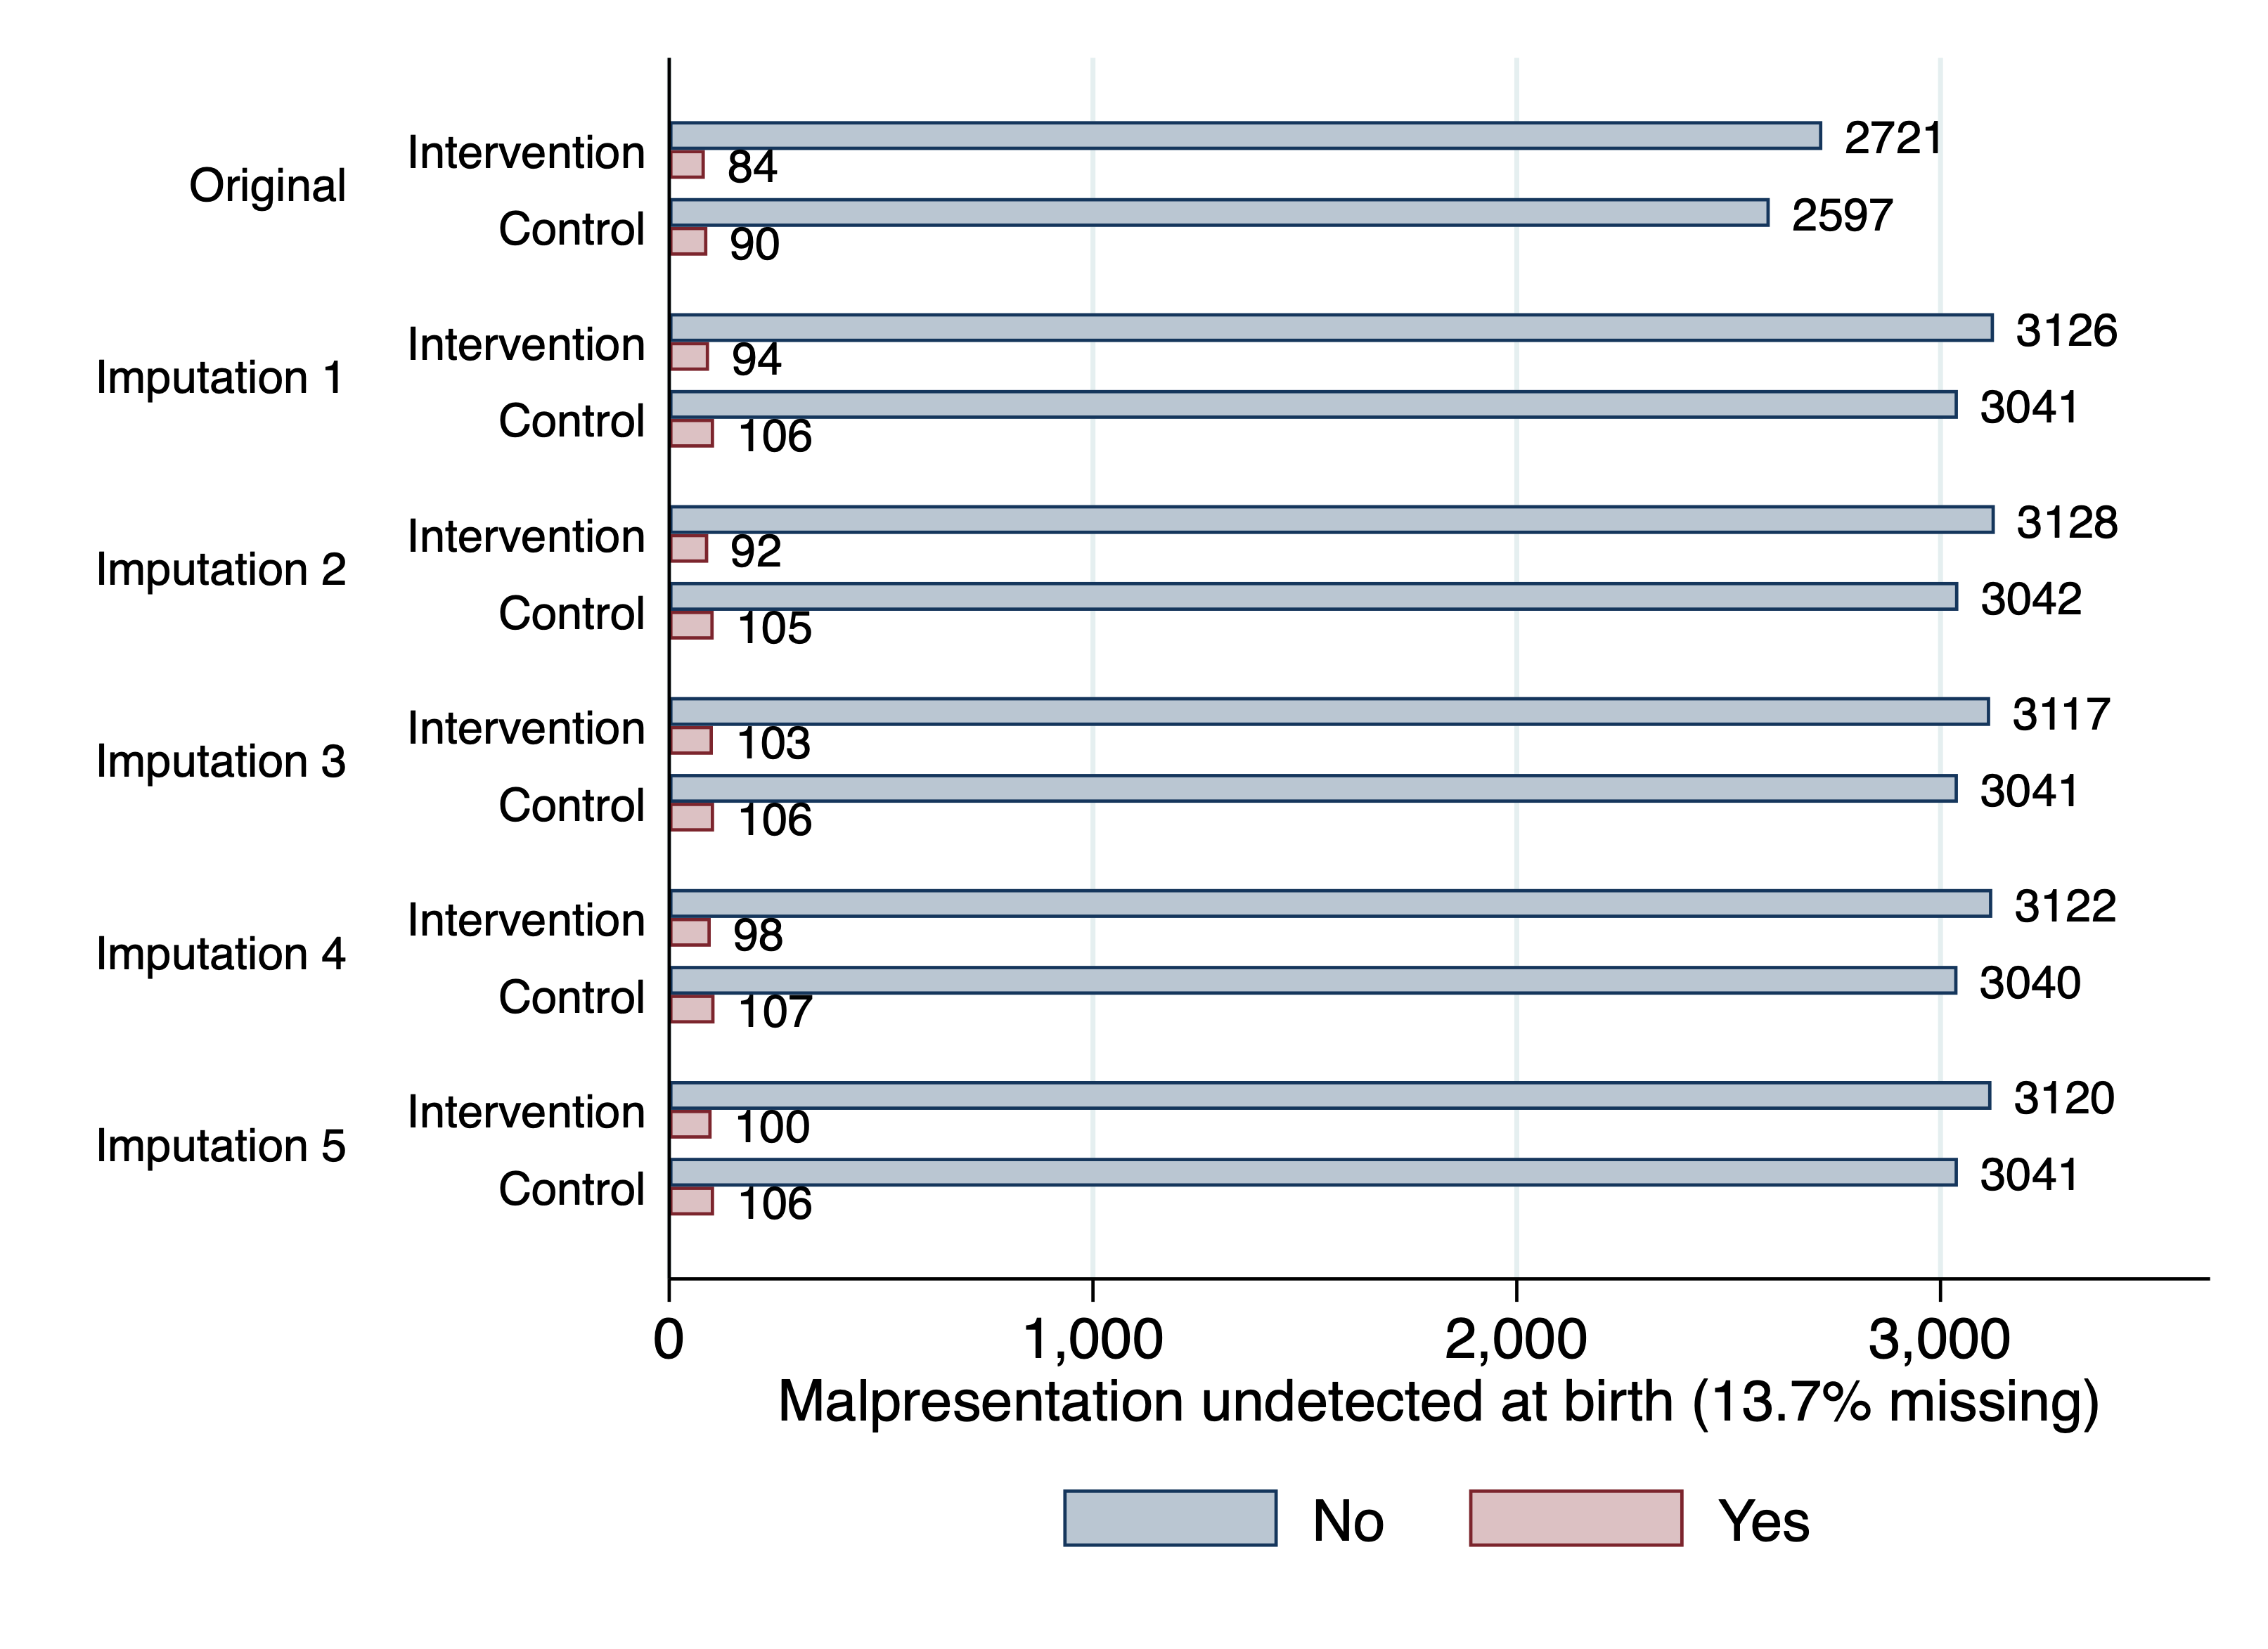 Original
Intervention
2721
84
Control
2597
90
Imputation 1
Intervention
3126
94
Control
3041
106
Imputation 2
Intervention
3128
92
Control
3042
105
Imputation 3
Intervention
3117
103
Control
3041
106
Imputation 4
Intervention
3122
98
Control
3040
107
Imputation 5
Intervention
3120
100
Control
3041
106
0 1,000 2,000 3,000
Malpresentation undetected at birth (13.7% missing)
No Yes